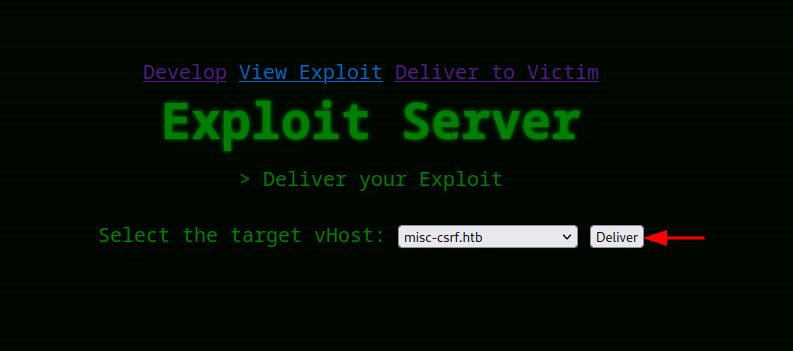 Develop View Exploit Deliver to Victim
Exploit Server
> Deliver your Exploit
Select the target vHost: misc-csrf.htb Deliver